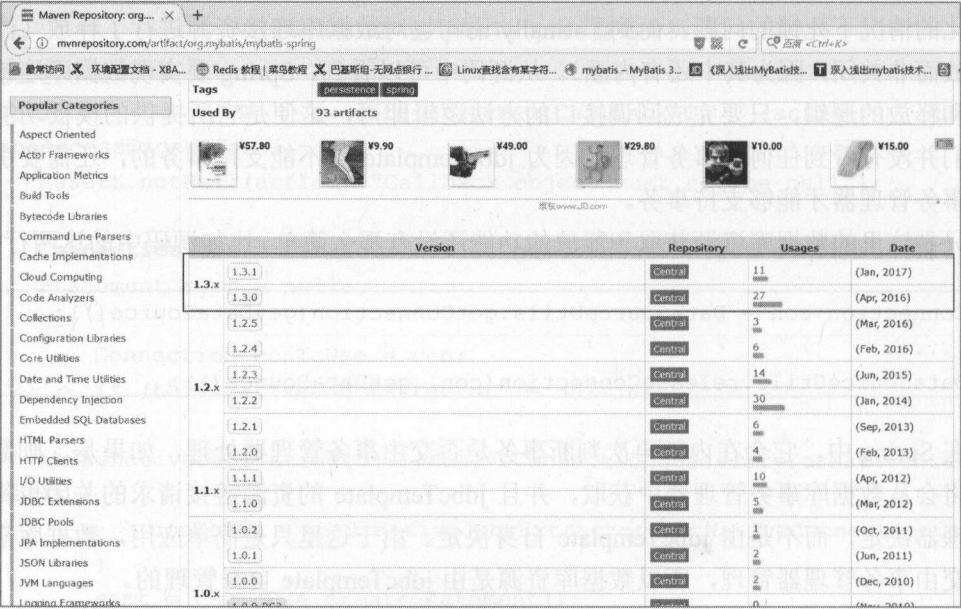 Maven Repository: org....
mvnrepository.com/artifact/org.mybatis/mybatis-spring
百度 <Ctrl+K>
最常访问 环境配置文档 - XBA... Redis 教程 | 菜鸟教程 巴基斯坦-无网点银行 ... Linux查找含有某字符... mybatis – MyBatis 3... 《深入浅出MyBatis技... 深入浅出mybatis技术...
Popular Categories
Aspect Oriented
Actor Frameworks
Application Metrics
Build Tools
Bytecode Libraries
Command Line Parsers
Cache Implementations
Cloud Computing
Code Analyzers
Collections
Configuration Libraries
Core Utilities
Date and Time Utilities
Dependency Injection
Embedded SQL Databases
HTML Parsers
HTTP Clients
I/O Utilities
JDBC Extensions
JDBC Pools
JPA Implementations
JSON Libraries
JVM Languages
Logging Frameworks
Tags persistence spring
Used By 93 artifacts
¥57.80 ¥9.90 ¥49.00 ¥29.80 ¥10.00 ¥15.00
Version Repository Usages Date
1.3.x
1.3.1 Central 11 (Jan, 2017)
1.3.0 Central 27 (Apr, 2016)
1.2.x
1.2.5 Central 3 (Mar, 2016)
1.2.4 Central 6 (Feb, 2016)
1.2.3 Central 14 (Jun, 2015)
1.2.2 Central 30 (Jan, 2014)
1.2.1 Central 6 (Sep, 2013)
1.2.0 Central (Feb, 2013)
1.1.x
1.1.1 Central 10 (Apr, 2012)
1.1.0 Central 5 (Mar, 2012)
1.0.x
1.0.2 Central (Oct, 2011)
1.0.1 Central 2 (Jun, 2011)
1.0.0 Central 2 (Dec, 2010)
1.0.0-RC3 Central 0 (Nov, 2010)